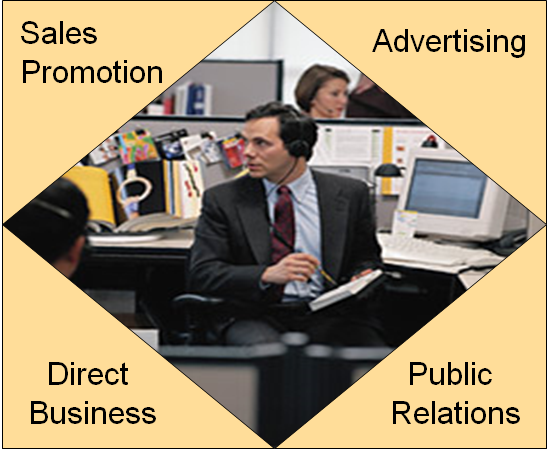 Sales
Promotion
Advertising
Direct
Business
Public
Relations